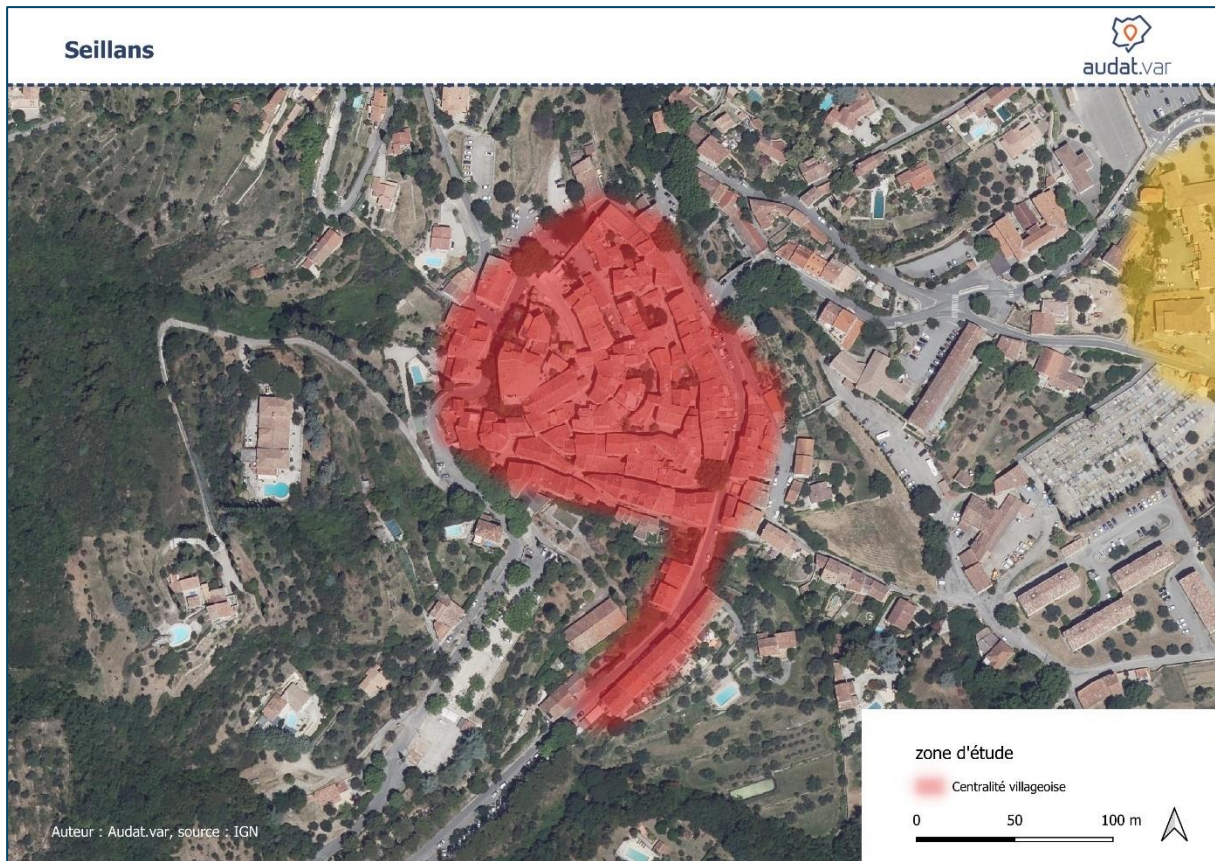 Seillans
audat.var
zone d'étude
Centralité villageoise
0 50 100 m
Auteur : Audat.var, source : IGN